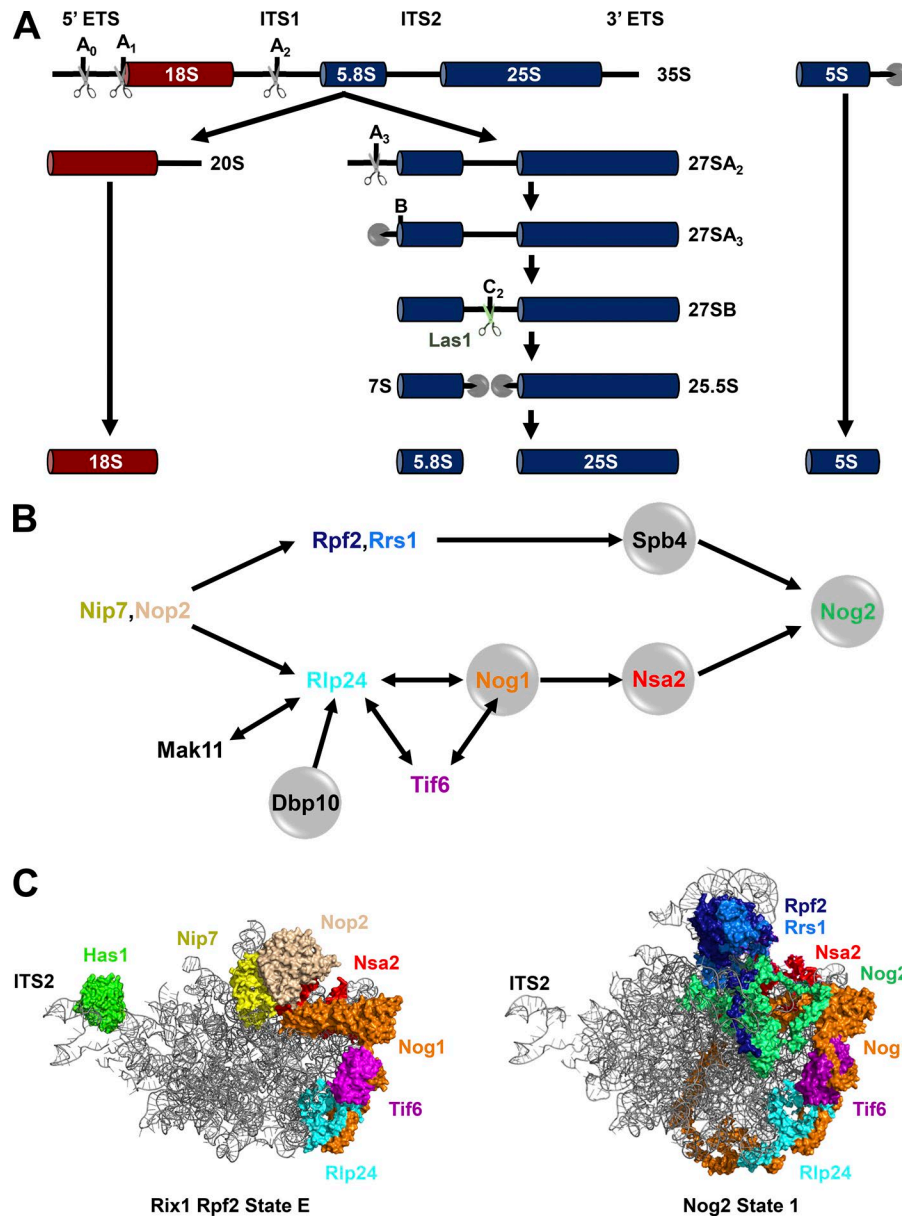 A
5’ ETS ITS1 ITS2 3’ ETS
A0 A1 A2
18S 5.8S 25S 35S 5S
20S
A3
27SA2
B
27SA3
C2
27SB
Las1
7S 25.5S
18S 5.8S 25S 5S
B
Rpf2,Rrs1 Spb4
Nip7,Nop2 Nog2
Rlp24 Nog1 Nsa2
Mak11
Tif6
Dbp10
C
Nop2
Nip7
Has1
Nsa2
ITS2
Nog1
Tif6
Rlp24
Rix1 Rpf2 State E
Rpf2
Rrs1
Nsa2
Nog2
ITS2
Nog
Tif6
Rlp24
Nog2 State 1